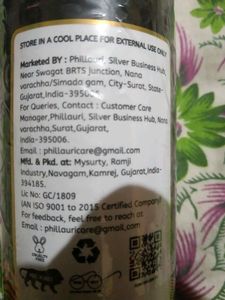 STORE IN A COOL PLACE FOR EXTERNAL USE ONLY
Marketed BY : Phillauri, Silver Business Hub,
Near Swagat BRTS Junction, Nana
varachha/Simada gam, City-Surat, State-
Gujarat,India-395006.
For Queries, Contact : Customer Care
Manager,Phillauri, Silver Business Hub, Nana
varachha,Surat,Gujarat,
India-395006.
Email : phillauricare@gmail.com
Mfd. & Pkd. at: Mysurty, Ramji
Industry,Navagam,Kamrej, Gujarat,India-
394185.
Lic No: GC/1809
(AN ISO 9001 to 2015 Certified Company)
For feedback, feel free to reach at
Email: phillauricare@gmail.com
CRUELTY
FREE